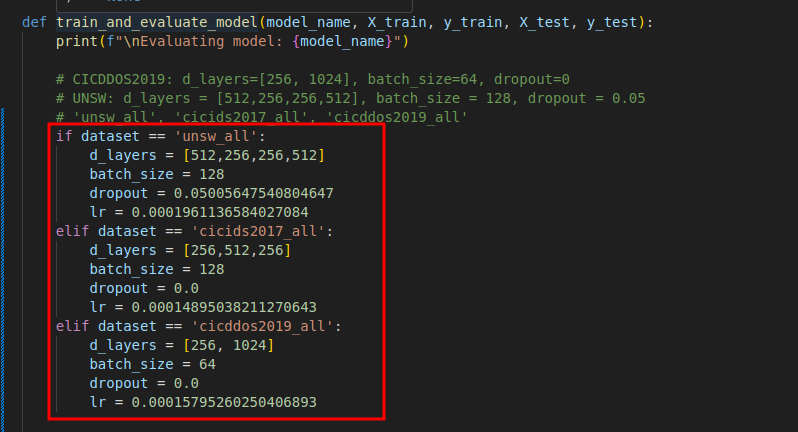 def train_and_evaluate_model(model_name, X_train, y_train, X_test, y_test):
    print(f"\nEvaluating model: {model_name}")
    # CICDDOS2019: d_layers=[256, 1024], batch_size=64, dropout=0
    # UNSW: d_layers = [512,256,256,512], batch_size = 128, dropout = 0.05
    # 'unsw_all', 'cicids2017_all', 'cicddos2019_all'
    if dataset == 'unsw_all':
        d_layers = [512,256,256,512]
        batch_size = 128
        dropout = 0.05005647540804647
        lr = 0.0001961136584027084
    elif dataset == 'cicids2017_all':
        d_layers = [256,512,256]
        batch_size = 128
        dropout = 0.0
        lr = 0.00014895038211270643
    elif dataset == 'cicddos2019_all':
        d_layers = [256, 1024]
        batch_size = 64
        dropout = 0.0
        lr = 0.00015795260250406893